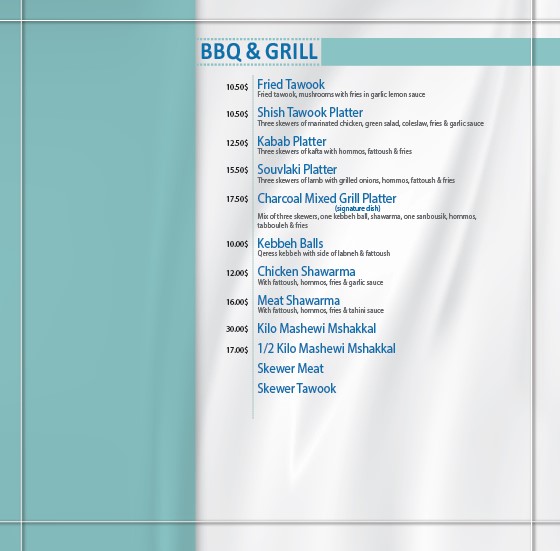 BBQ & GRILL
10.50$ Fried Tawook
Fried tawook, mushrooms with fries in garlic lemon sauce
10.50$ Shish Tawook Platter
Three skewers of marinated chicken, green salad, coleslaw, fries & garlic sauce
12.50$ Kabab Platter
Three skewers of kafta with hommos, fattoush & fries
15.50$ Souvlaki Platter
Three skewers of lamb with grilled onions, hommos, fattoush & fries
17.50$ Charcoal Mixed Grill Platter
(signature dish)
Mix of three skewers, one kebbeh ball, shawarma, one sanbousik, hommos,
tabbouleh & fries
10.00$ Kebbeh Balls
Qeress kebbeh with side of labneh & fattoush
12.00$ Chicken Shawarma
With fattoush, hommos, fries & garlic sauce
16.00$ Meat Shawarma
With fattoush, hommos, fries & tahini sauce
30.00$ Kilo Mashewi Mshakkal
17.00$ 1/2 Kilo Mashewi Mshakkal
Skewer Meat
Skewer Tawook